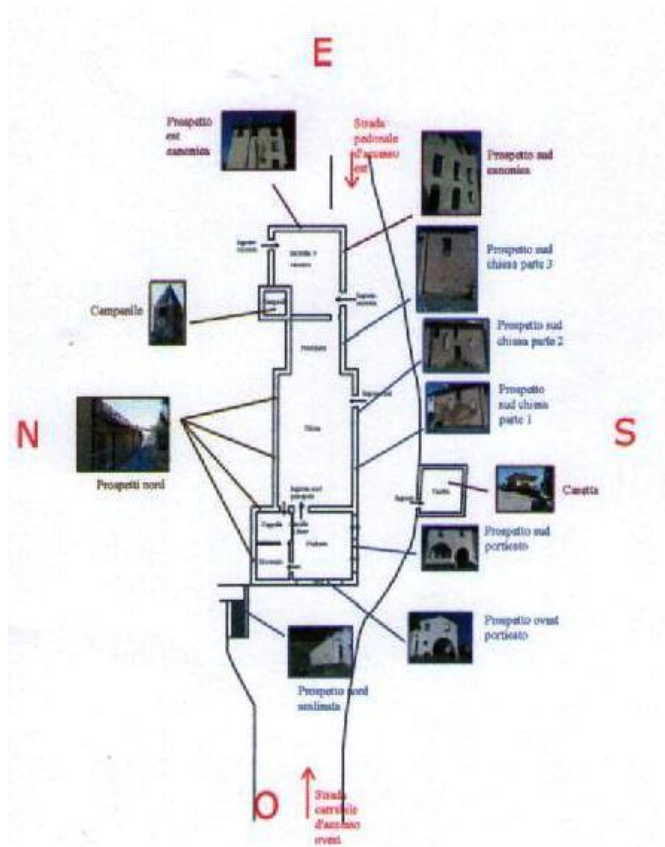 E
Prospetto
est
canonica
Strada
pedonale
d'accesso
est
Prospetto sud
canonica
Prospetto sud
chiesa parte 3
Campanile
Prospetto sud
chiesa parte 2
Prospetto
sud chiesa
parte 1
N
S
Prospetti nord
Casetta
Prospetto sud
porticato
Prospetto ovest
porticato
Prospetto nord
scalinata
O
Strada
carrabile
d'accesso
ovest